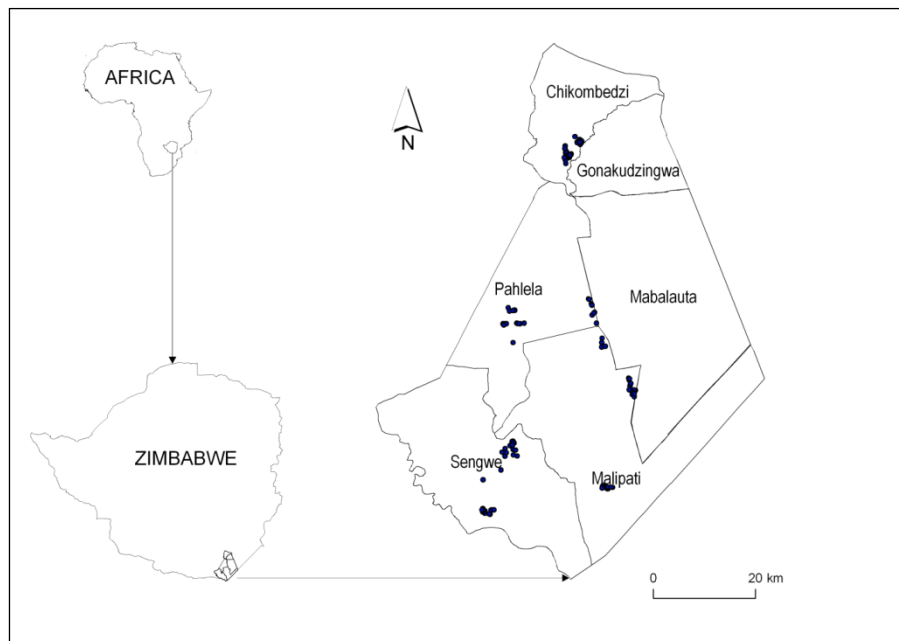 AFRICA
N
Chikombedzi
Gonakudzingwa
Pahlela
Mabalauta
ZIMBABWE
Sengwe
Malipati
0 20 km